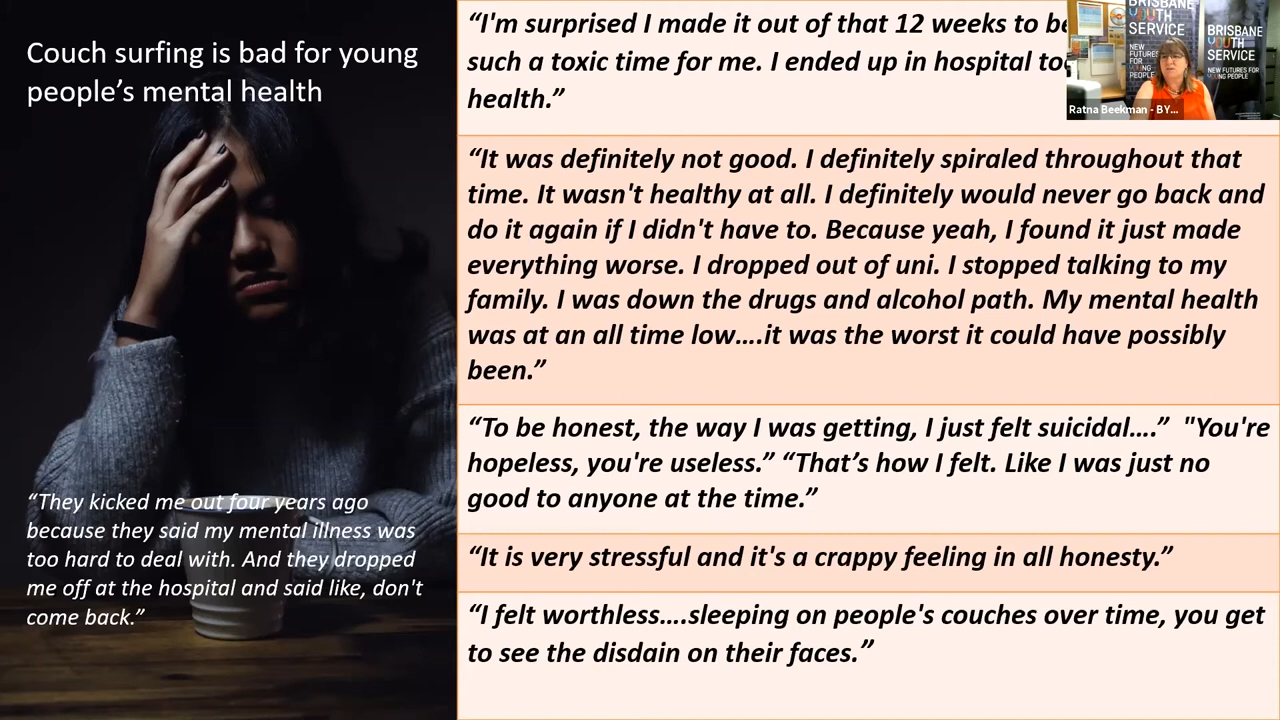 Couch surfing is bad for young
people’s mental health
“They kicked me out four years ago
because they said my mental illness was
too hard to deal with. And they dropped
me off at the hospital and said like, don't
come back.”
“I'm surprised I made it out of that 12 weeks to be
such a toxic time for me. I ended up in hospital
health.”
“It was definitely not good. I definitely spiraled throughout that
time. It wasn't healthy at all. I definitely would never go back and
do it again if I didn't have to. Because yeah, I found it just made
everything worse. I dropped out of uni. I stopped talking to my
family. I was down the drugs and alcohol path. My mental health
was at an all time low….it was the worst it could have possibly
been.”
“To be honest, the way I was getting, I just felt suicidal….”  "You're
hopeless, you're useless.” “That’s how I felt. Like I was just no
good to anyone at the time.”
“It is very stressful and it's a crappy feeling in all honesty.”
“I felt worthless….sleeping on people's couches over time, you get
to see the disdain on their faces.”
BRISBANE
YOUTH
SERVICE
NEW
FUTURES
FOR
YOUNG
PEOPLE
BRISBANE
YOUTH
SERVICE
NEW FUTURES FOR
YOUNG PEOPLE
Ratna Beekman - BY...